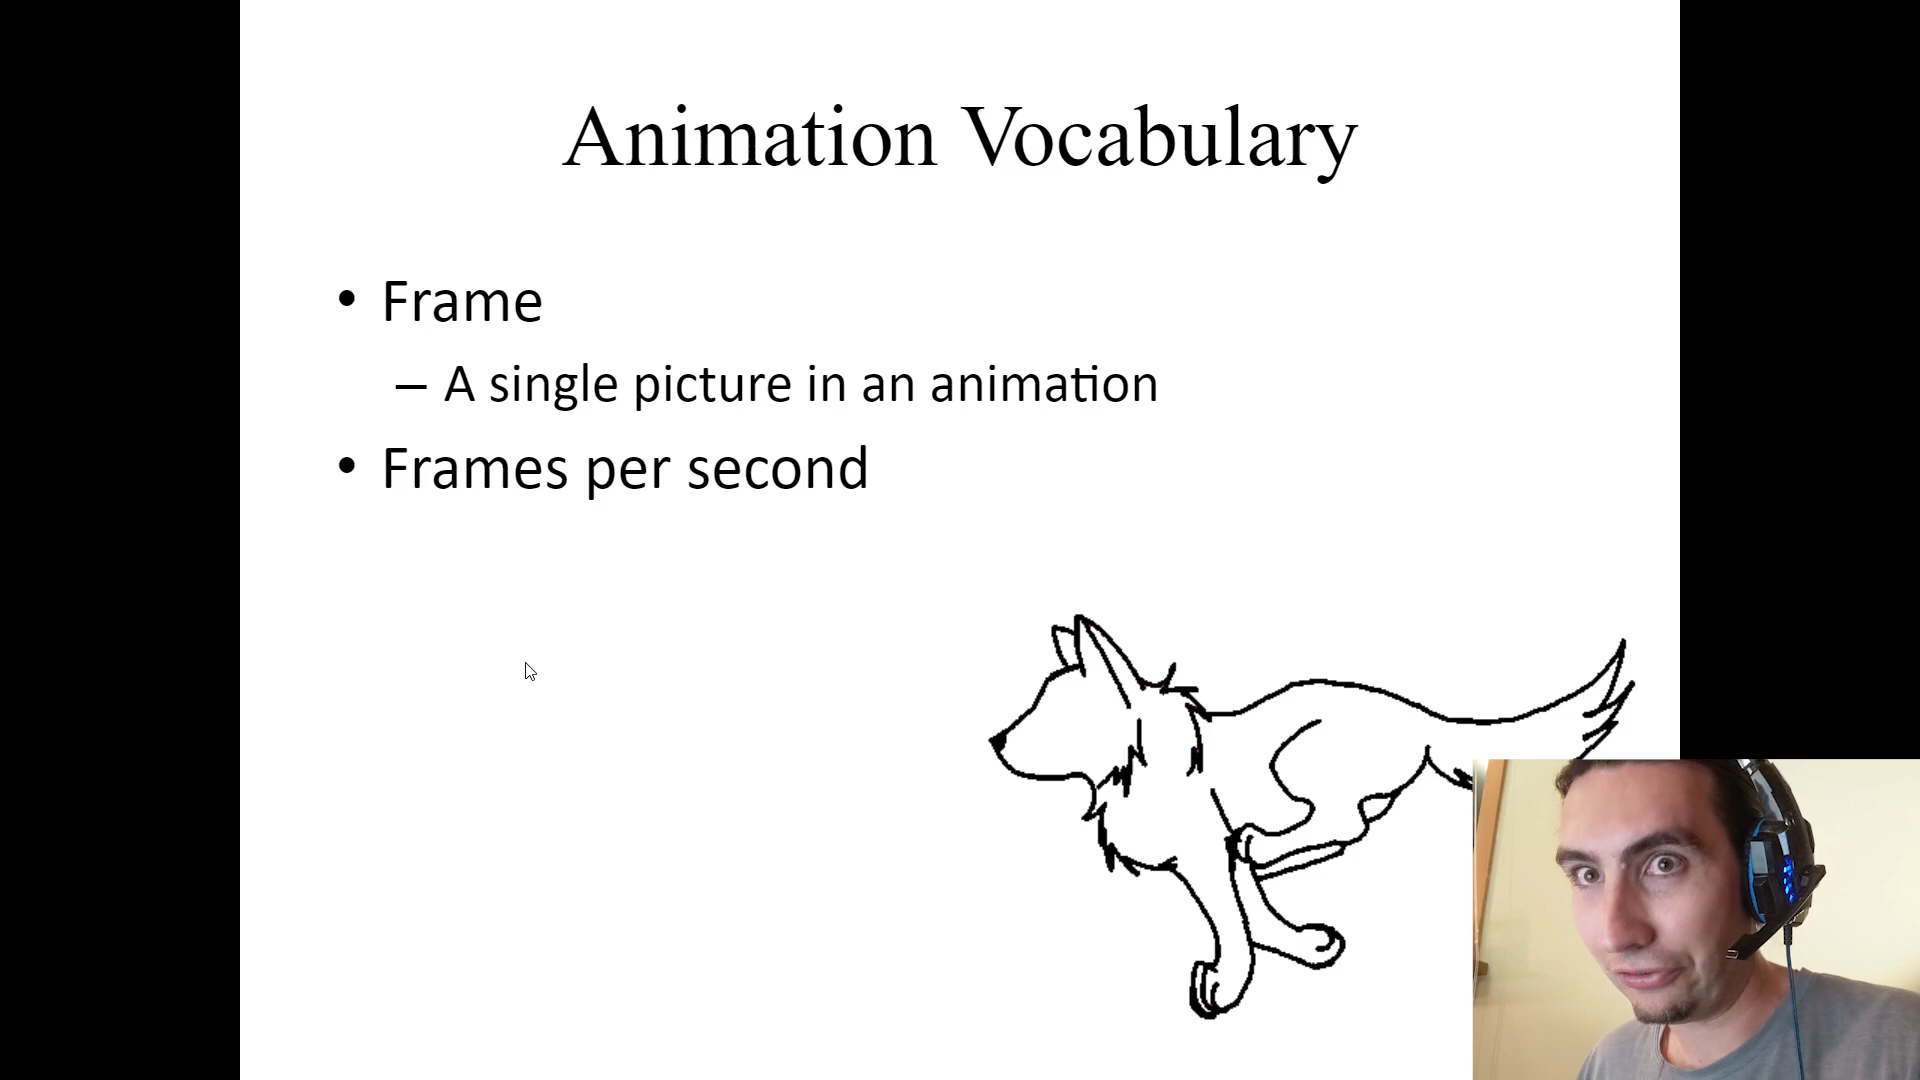 Animation Vocabulary
• Frame
– A single picture in an animation
• Frames per second